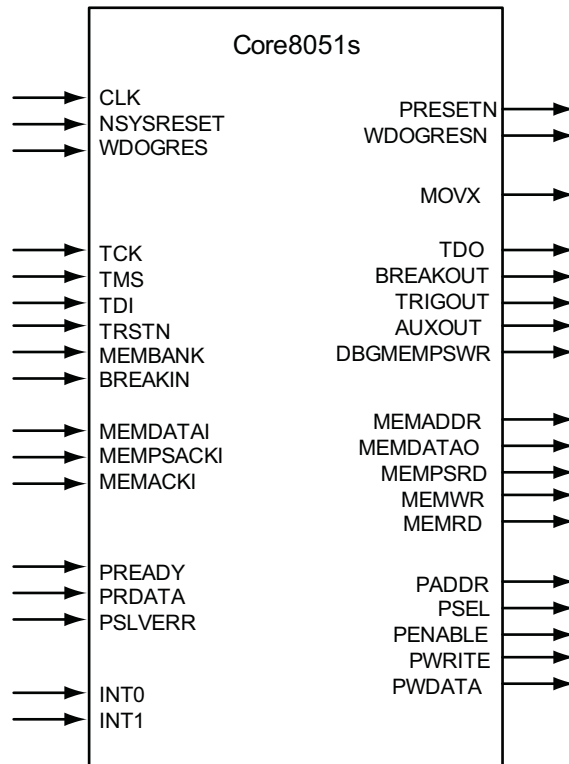 Core8051s
CLK
NSYSRESET
WDOGRES
TCK
TMS
TDI
TRSTN
MEMBANK
BREAKIN
MEMDATAI
MEMPSACKI
MEMACKI
PREADY
PRDATA
PSLVERR
INT0
INT1
PRESETN
WDOGRESN
MOVX
TDO
BREAKOUT
TRIGOUT
AUXOUT
DBGMEMPSWR
MEMADDR
MEMDATAO
MEMPSRD
MEMWR
MEMRD
PADDR
PSEL
PENABLE
PWRITE
PWDATA